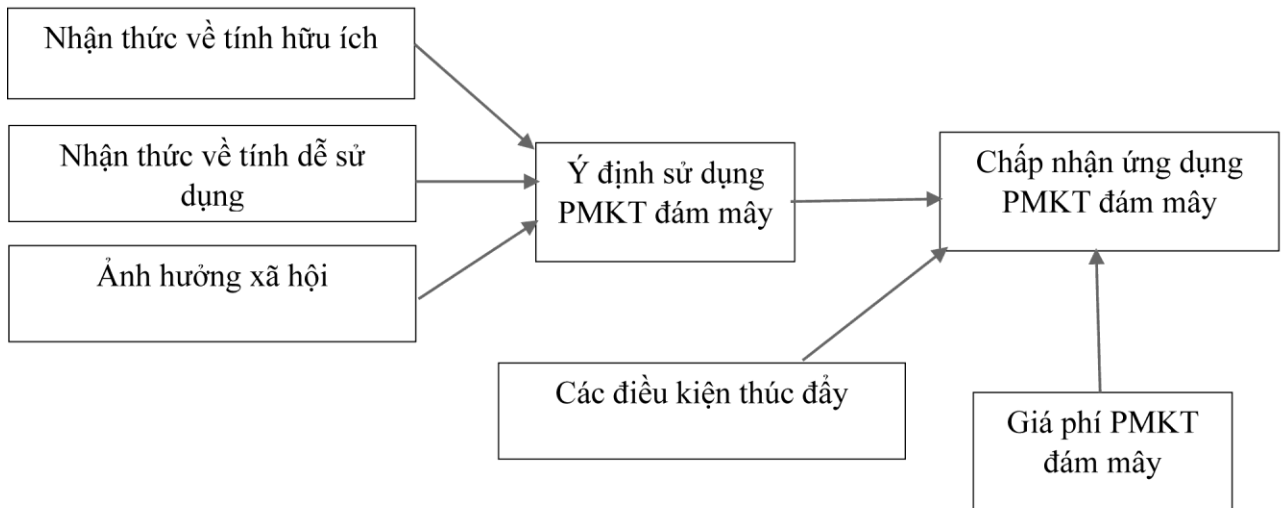 Nhận thức về tính hữu ích
Nhận thức về tính dễ sử
dụng
Ảnh hưởng xã hội
Ý định sử dụng
PMKT đám mây
Chấp nhận ứng dụng
PMKT đám mây
Các điều kiện thúc đẩy
Giá phí PMKT
đám mây